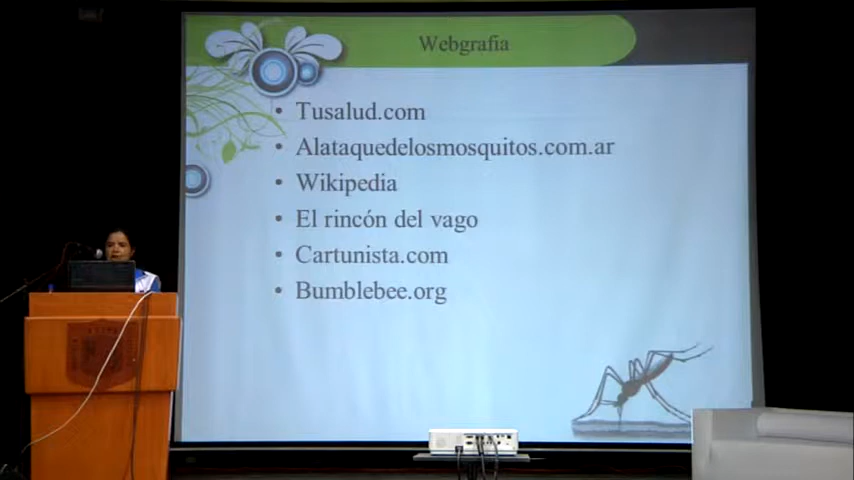 Webgrafia
• Tusalud.com
• Alataquedelosmosquitos.com.ar
• Wikipedia
• El rincón del vago
• Cartunista.com
• Bumblebee.org